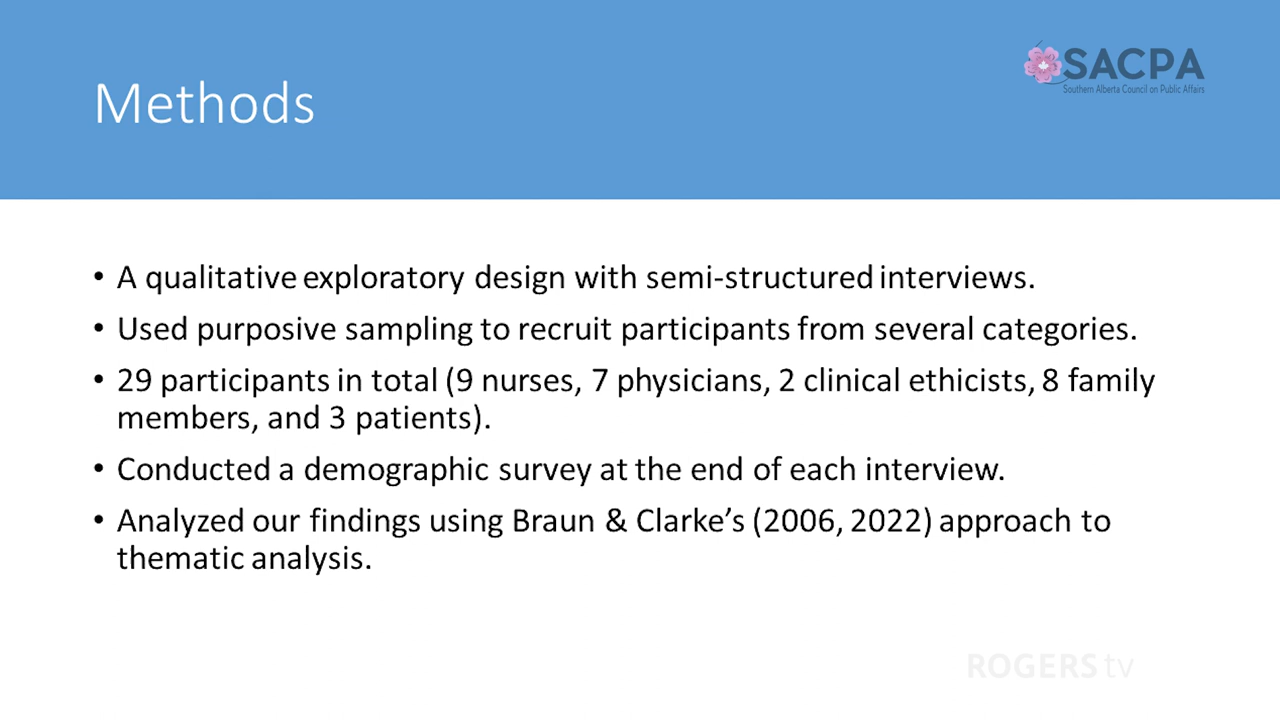 SACPA
Southern Alberta Council on Public Affairs
Methods
• A qualitative exploratory design with semi-structured interviews.
• Used purposive sampling to recruit participants from several categories.
• 29 participants in total (9 nurses, 7 physicians, 2 clinical ethicists, 8 family
members, and 3 patients).
• Conducted a demographic survey at the end of each interview.
• Analyzed our findings using Braun & Clarke’s (2006, 2022) approach to
thematic analysis.
ROGERS tv